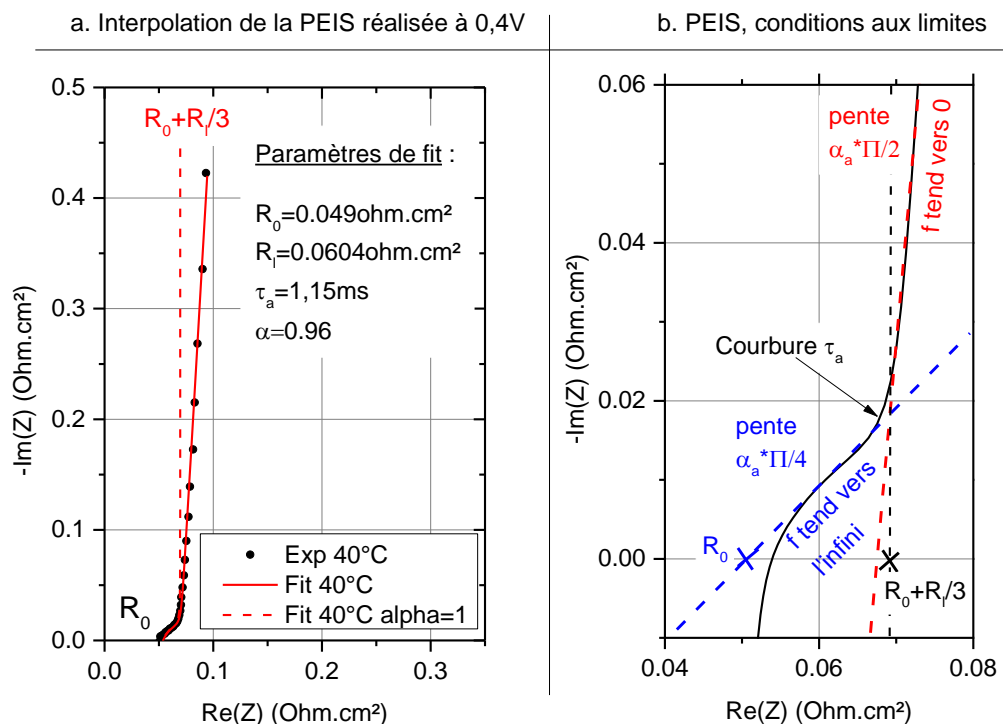 a. Interpolation de la PEIS réalisée à 0,4V
b. PEIS, conditions aux limites
0.5
0.4
0.3
0.2
0.1
0.0
-Im(Z) (Ohm.cm²)
R0+Rl/3
Paramètres de fit :
R0=0.049ohm.cm²
Rl=0.0604ohm.cm²
τa=1,15ms
α=0.96
R0
Exp 40°C
Fit 40°C
Fit 40°C alpha=1
0.0
0.1
0.2
0.3
Re(Z) (Ohm.cm²)
0.06
0.04
0.02
0.00
-Im(Z) (Ohm.cm²)
pente
αa*Π/2
f tend vers 0
Courbure τa
pente
αa*Π/4
f tend vers
l'infini
R0
R0+Rl/3
0.04
0.06
0.08
Re(Z) (Ohm.cm²)